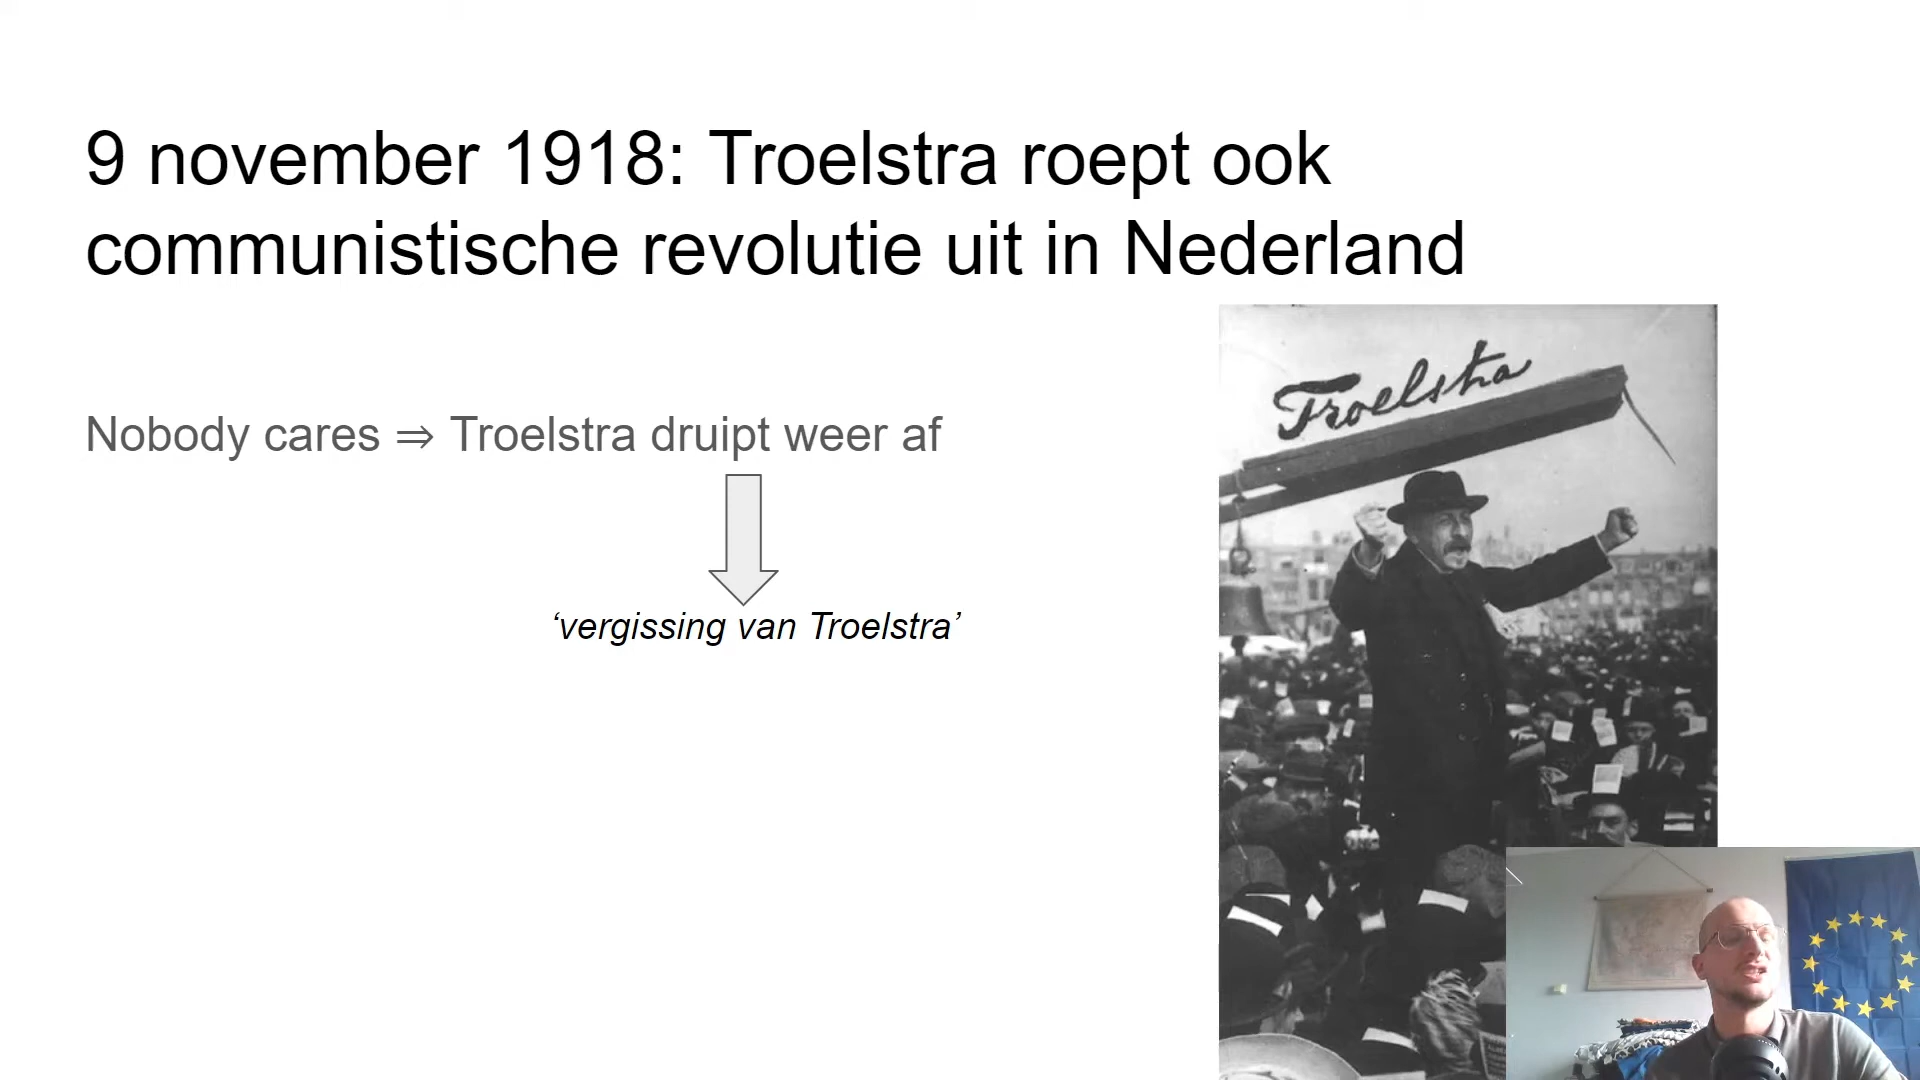 9 november 1918: Troelstra roept ook
communistische revolutie uit in Nederland
Nobody cares ⇒ Troelstra druipt weer af
‘vergissing van Troelstra’
Troelstra